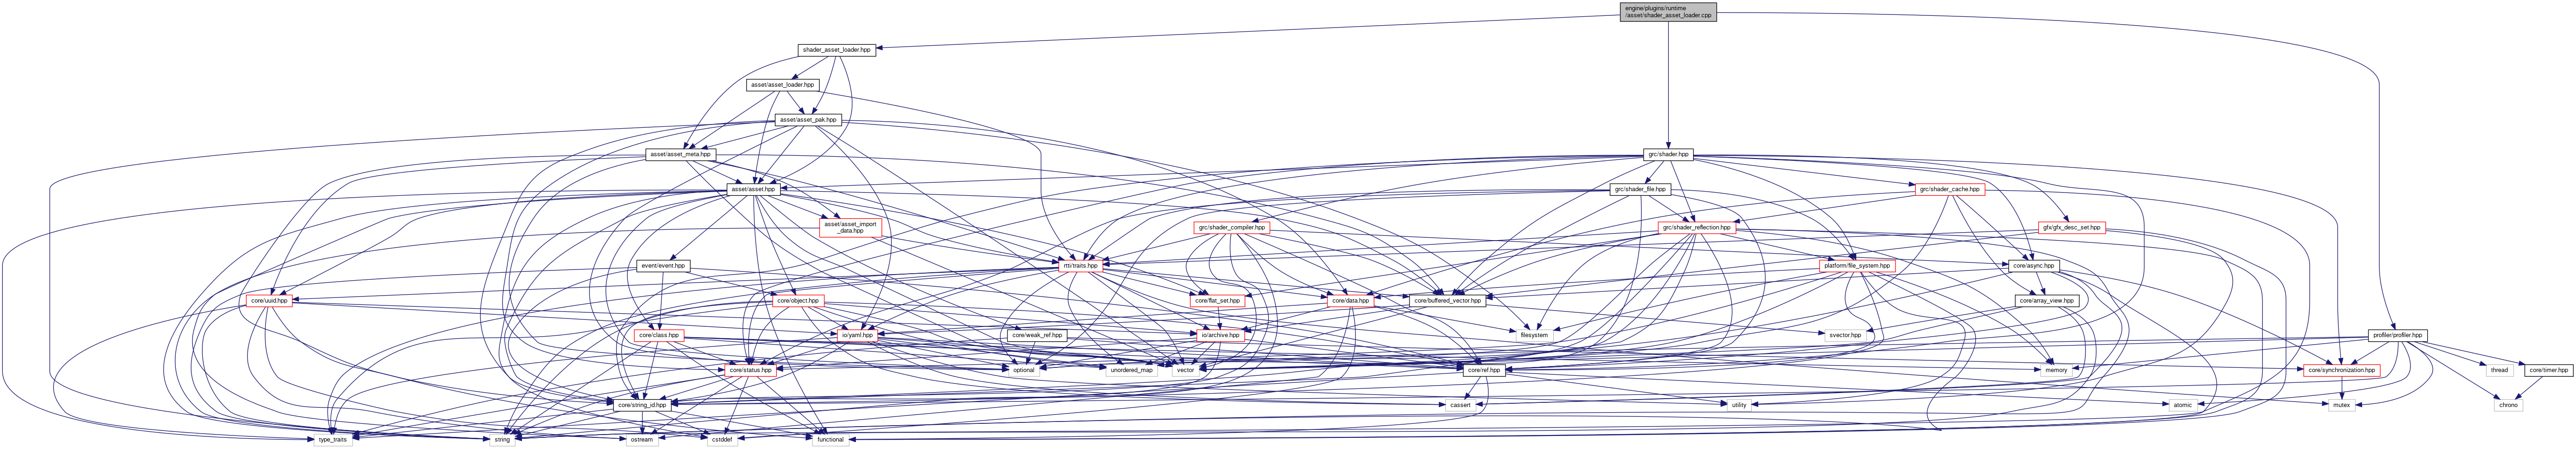 engine/plugins/runtime
/asset/shader_asset_loader.cpp
shader_asset_loader.hpp
asset/asset_loader.hpp
asset/asset_pak.hpp
asset/asset_meta.hpp
grc/shader.hpp
asset/asset.hpp
grc/shader_file.hpp
grc/shader_cache.hpp
asset/asset_import
_data.hpp
grc/shader_compiler.hpp
grc/shader_reflection.hpp
gfx/gfx_desc_set.hpp
event/event.hpp
rn/traits.hpp
platform/file_system.hpp
core/async.hpp
core/uuid.hpp
core/object.hpp
core/flat_set.hpp
core/data.hpp
core/buffered_vector.hpp
core/array_view.hpp
core/class.hpp
io/yaml.hpp
core/weak_ref.hpp
io/archive.hpp
filesystem
svector.hpp
profiler/profiler.hpp
core/status.hpp
optional
unordered_map
vector
core/ref.hpp
memory
core/synchronization.hpp
thread
core/timer.hpp
core/string_id.hpp
cassert
utility
atomic
mutex
chrono
type_traits
string
ostream
cstddef
functional